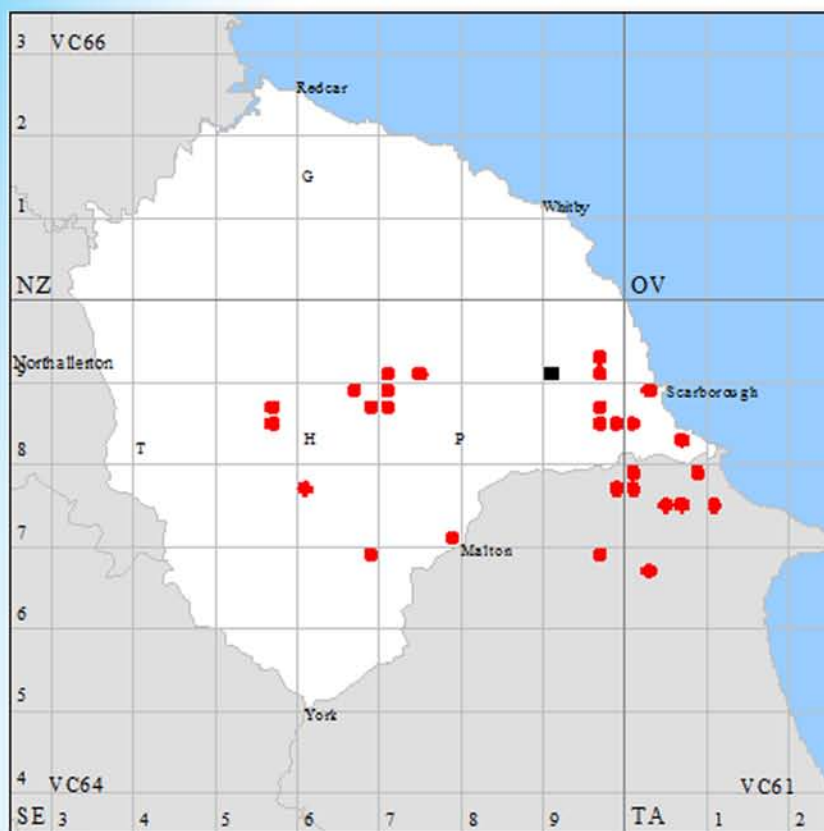 3 VC66
Redcar
2
G
1
Whitby
NZ
OV
Northallerton
9
Scarborough
8
T
H
P
7
Malton
6
5
York
4
VC64
VC61
SE 3 4 5 6 7 8 9 TA 1 2